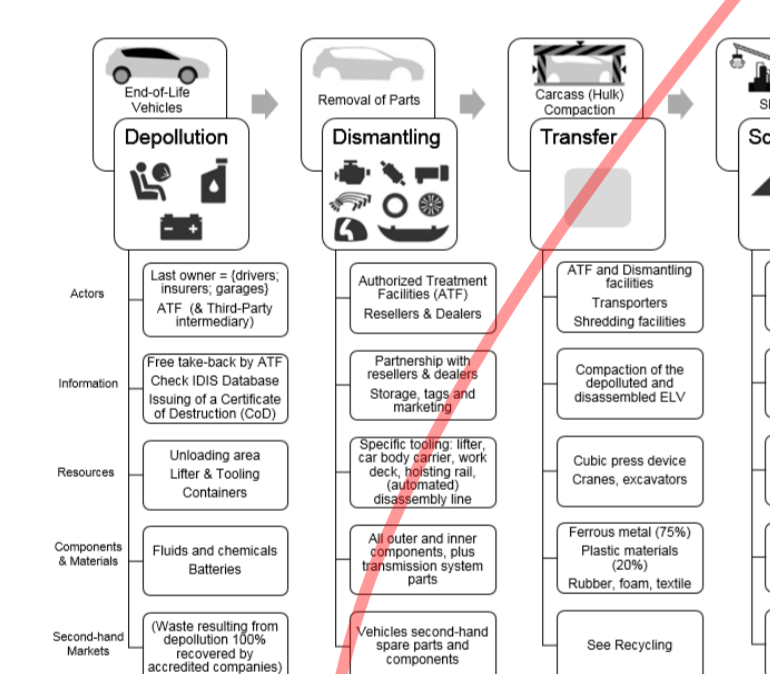 End-of-Life
Vehicles
Removal of Parts
Carcass (Hulk)
Compaction
Depollution
Dismantling
Transfer
Actors
Last owner = {drivers;
insurers; garages}
ATF (& Third-Party
intermediary)
Authorized Treatment
Facilities (ATF)
Resellers & Dealers
ATF and Dismantling
facilities
Transporters
Shredding facilities
Information
Free take-back by ATF
Check IDIS Database
Issuing of a Certificate
of Destruction (CoD)
Partnership with
resellers & dealers
Storage, tags and
marketing
Compaction of the
depolluted and
disassembled ELV
Resources
Unloading area
Lifter & Tooling
Containers
Specific tooling: lifter,
car body carrier, work
deck, hoisting rail,
(automated)
disassembly line
Cubic press device
Cranes, excavators
Components
& Materials
Fluids and chemicals
Batteries
All outer and inner
components, plus
transmission system
parts
Ferrous metal (75%)
Plastic materials
(20%)
Rubber, foam, textile
Second-hand
Markets
(Waste resulting from
depollution 100%
recovered by
accredited companies)
Vehicles second-hand
spare parts and
components
See Recycling